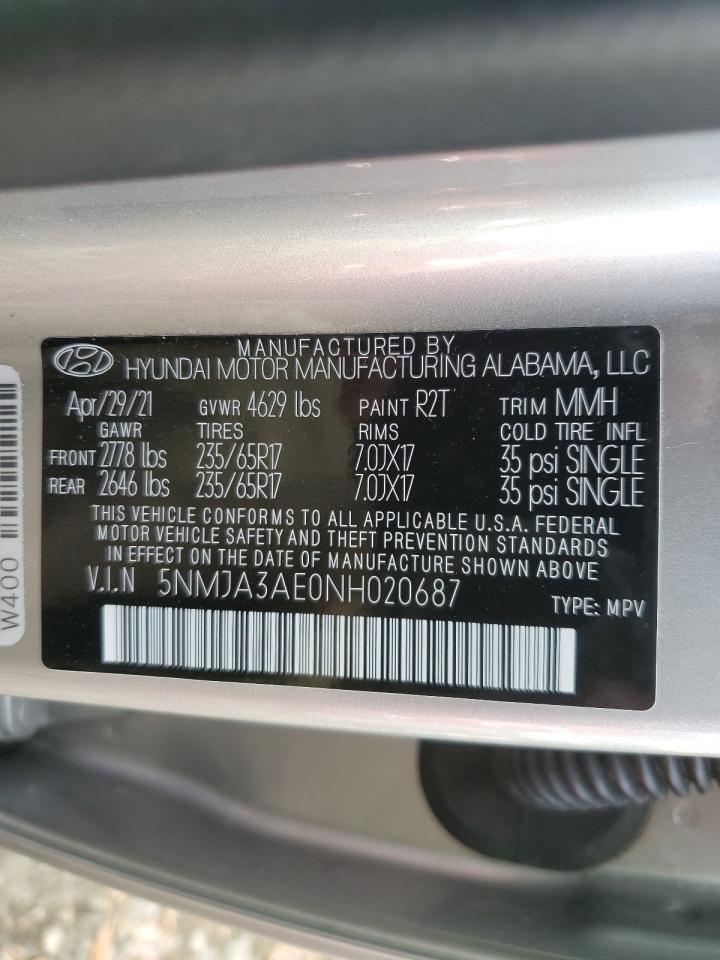 MANUFACTURED BY
HYUNDAI MOTOR MANUFACTURING ALABAMA, LLC
Apr/29/21 GVWR 4629 lbs PAINT R2T TRIM MMH
GAWR TIRES RIMS COLD TIRE INFL
FRONT 2778 lbs 235/65R17 7.0JX17 35 psi SINGLE
REAR 2646 lbs 235/65R17 7.0JX17 35 psi SINGLE
THIS VEHICLE CONFORMS TO ALL APPLICABLE U.S.A. FEDERAL
MOTOR VEHICLE SAFETY AND THEFT PREVENTION STANDARDS
IN EFFECT ON THE DATE OF MANUFACTURE SHOWN ABOVE.
V.I.N 5NMJA3AE0NH020687
TYPE: MPV
W400